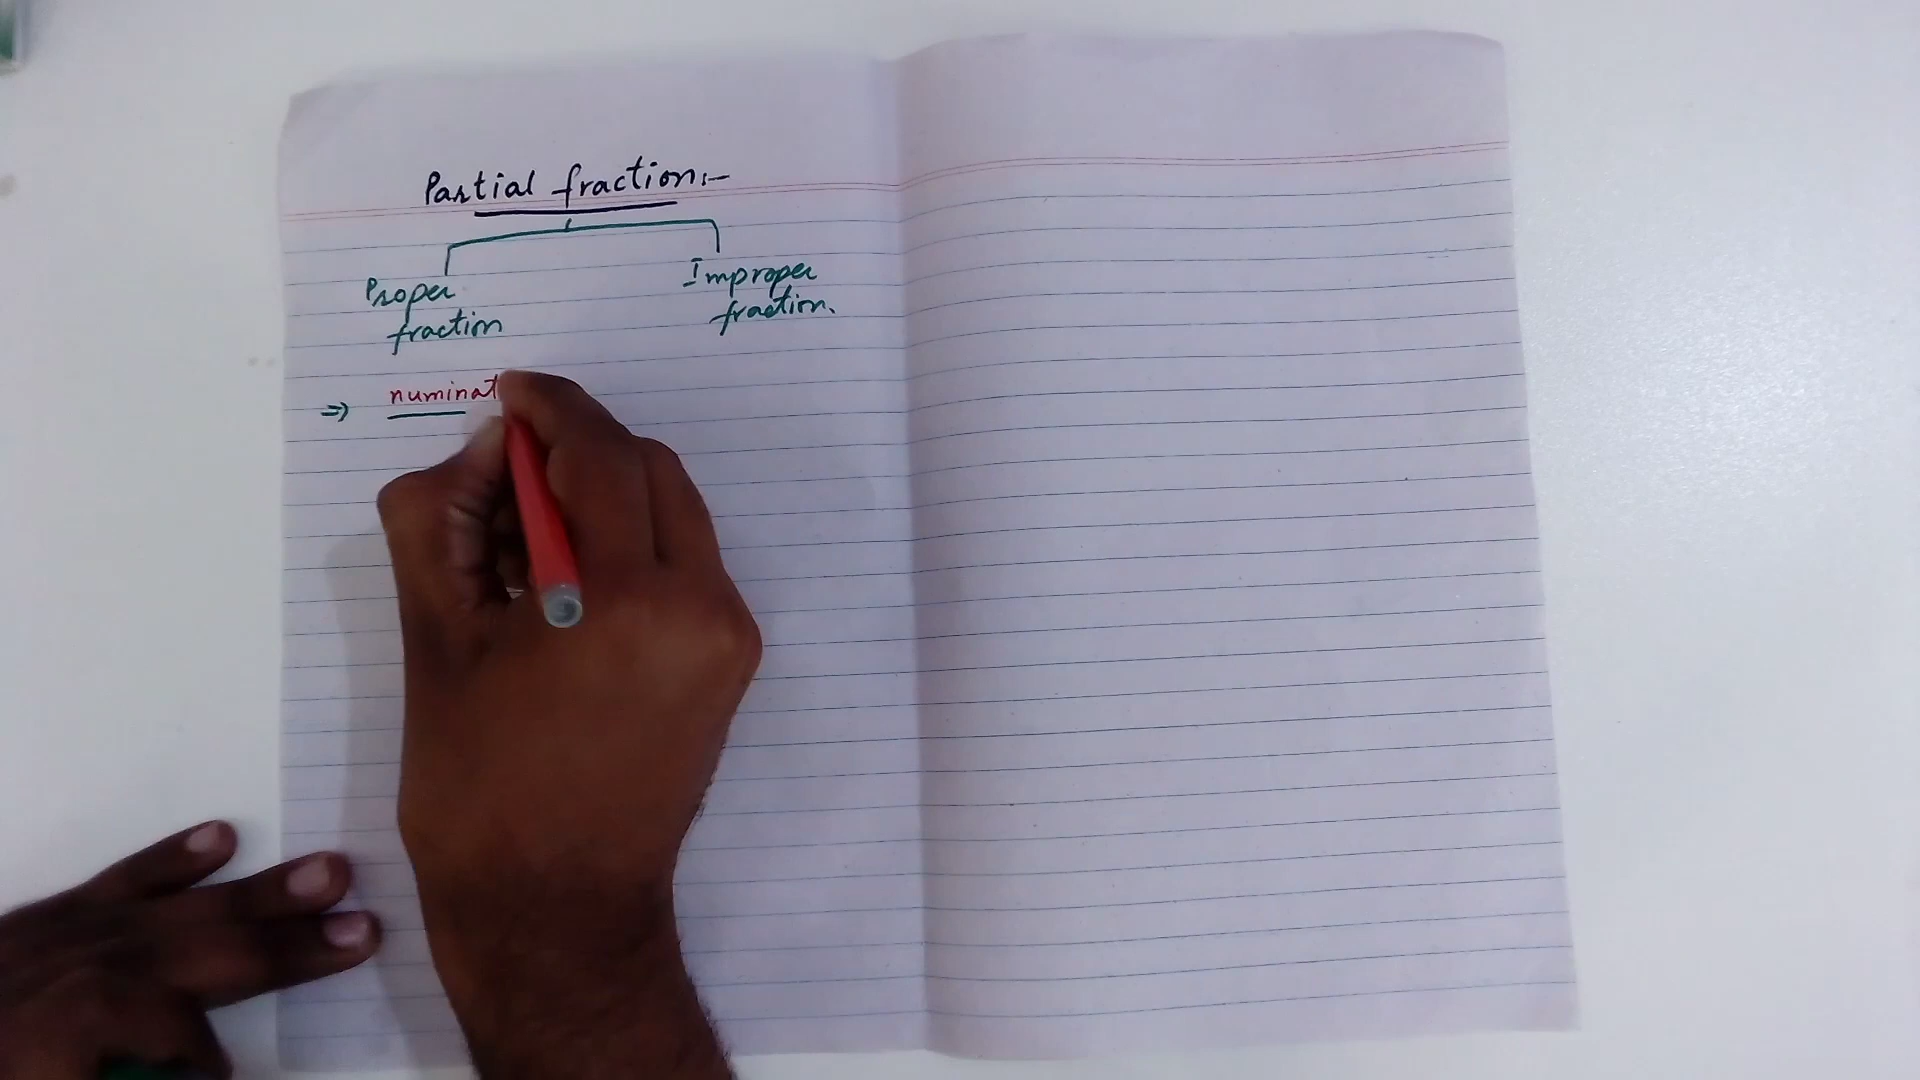 Partial fraction:-
Proper
fraction
Improper
fraction.
⇒ numinat